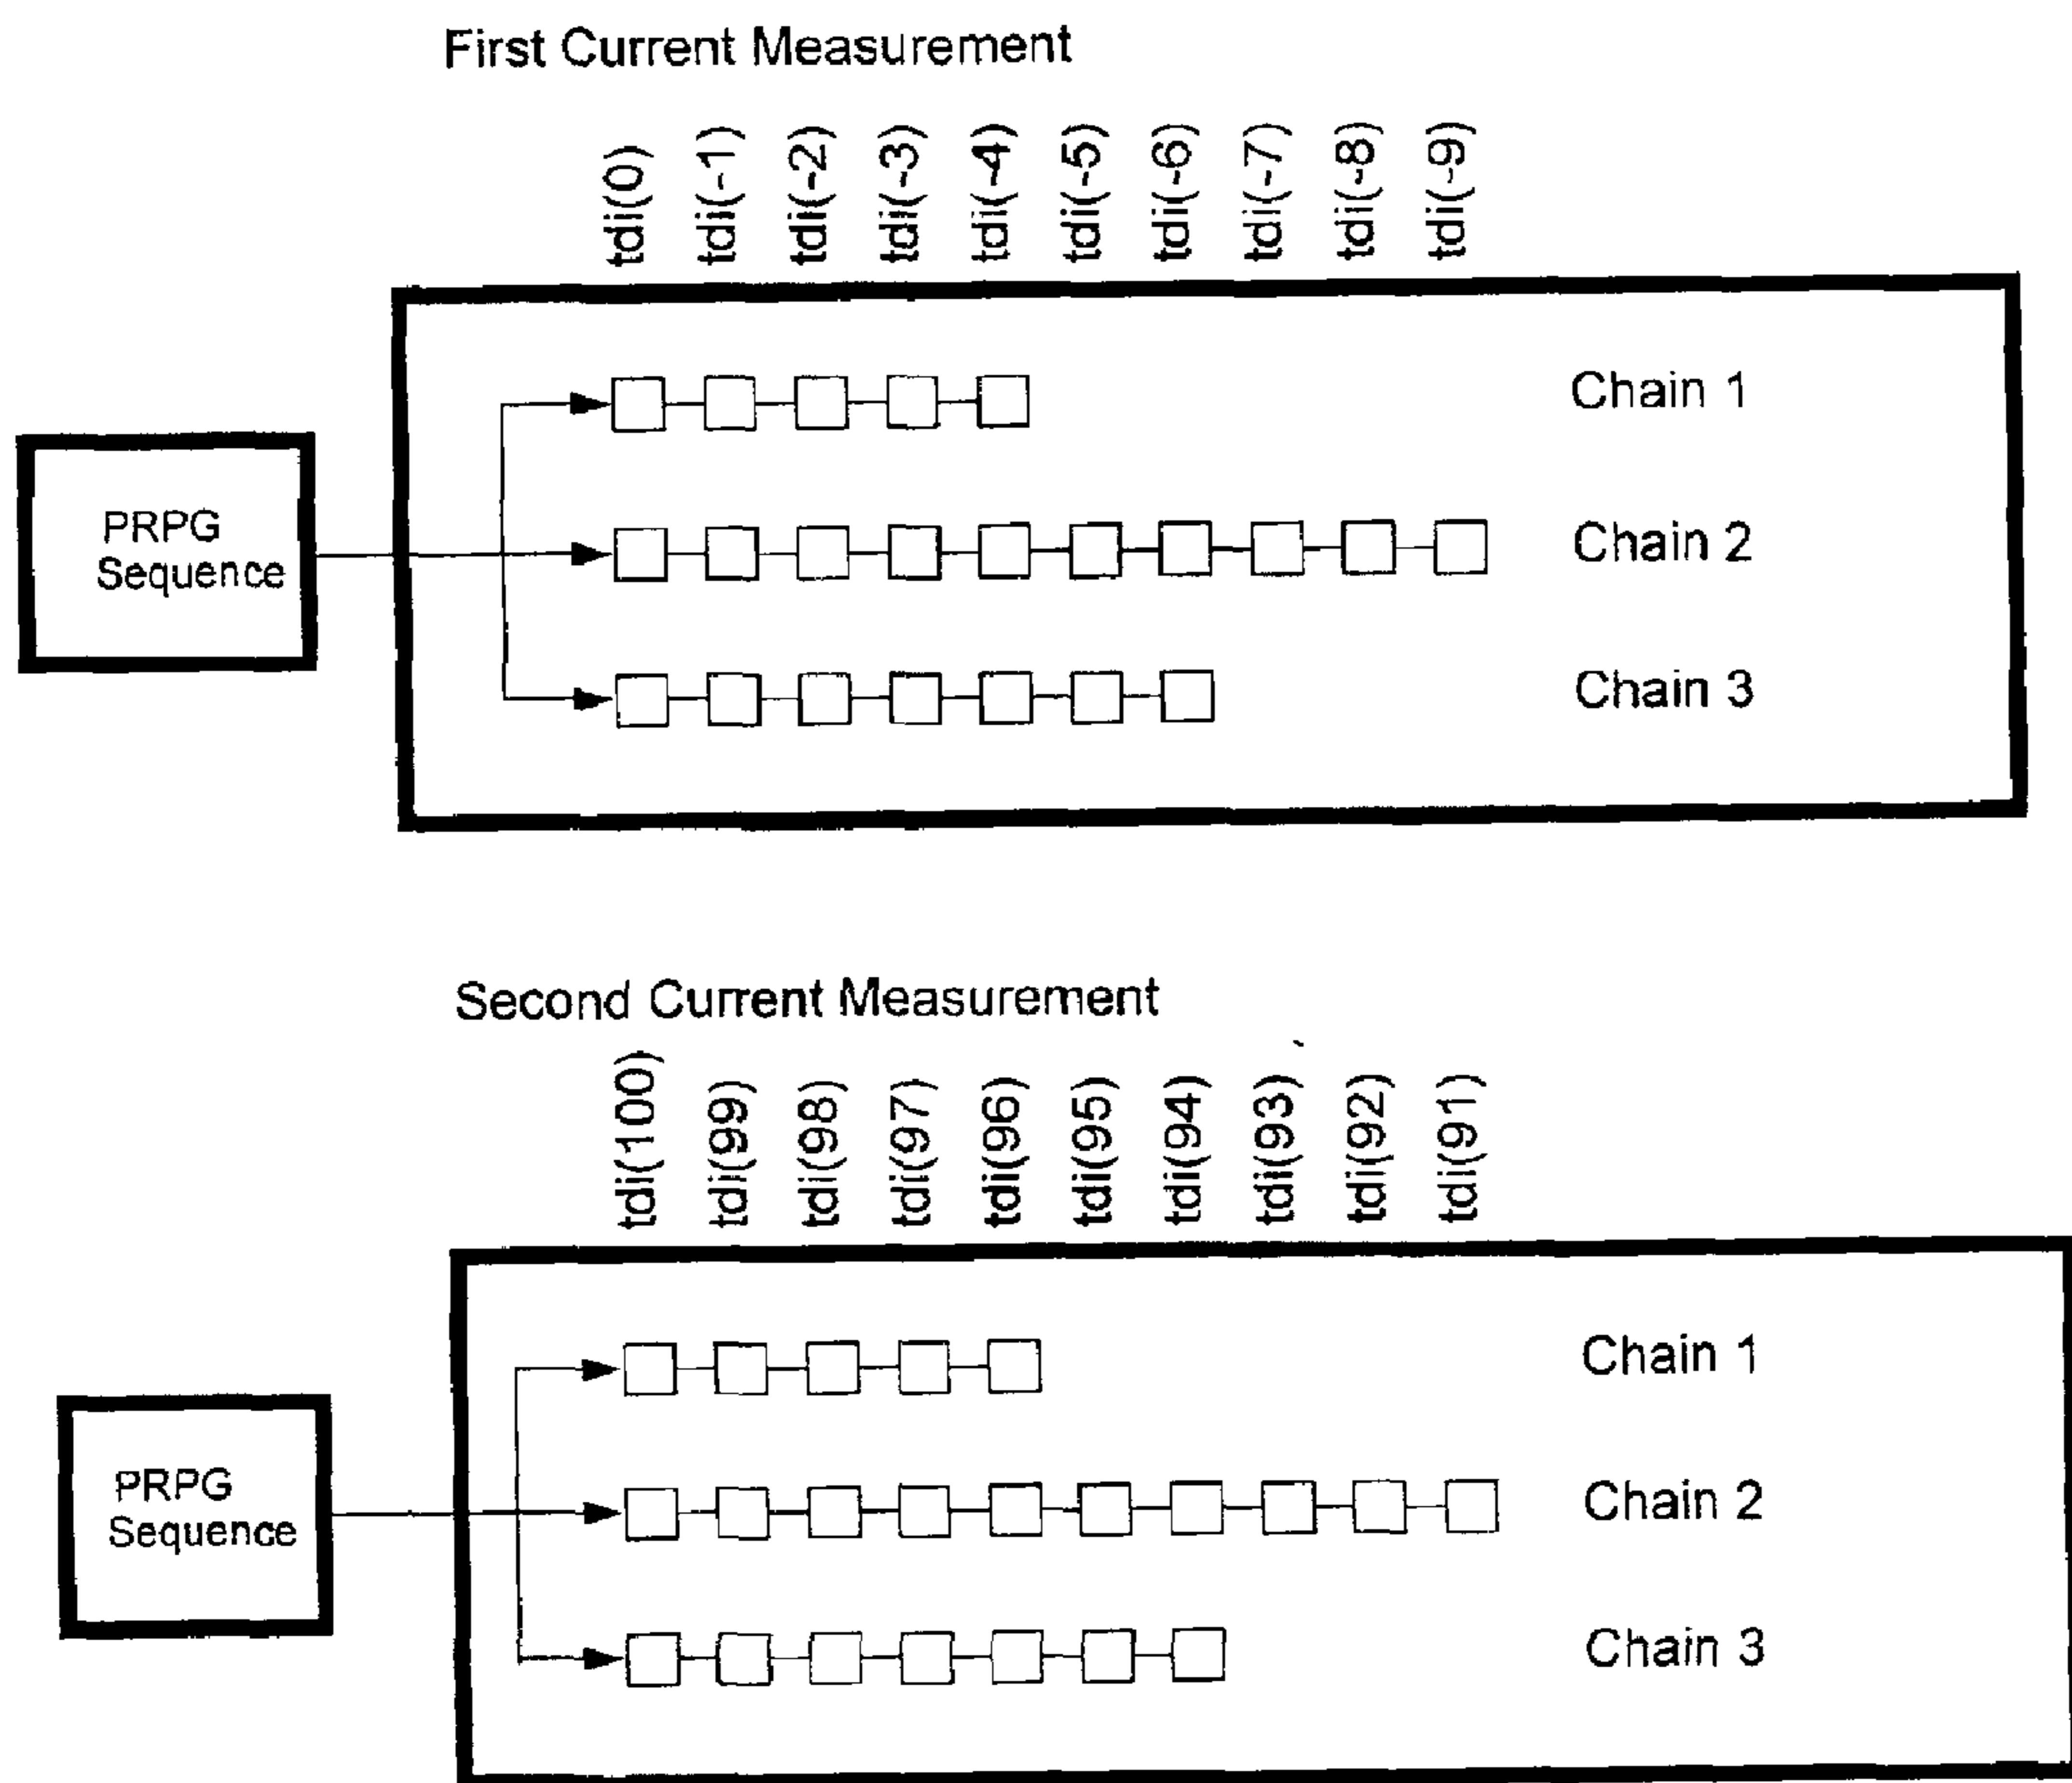 First Current Measurement
tdi(0)
tdi(-1)
tdi(-2)
tdi(-3)
tdi(-4)
tdi(-5)
tdi(-6)
tdi(-7)
tdi(-8)
tdi(-9)
Chain 1
PRPG
Sequence
Chain 2
Chain 3
Second Current Measurement
tdi(100)
tdi(99)
tdi(98)
tdi(97)
tdi(96)
tdi(95)
tdi(94)
tdi(93)
tdi(92)
tdi(91)
Chain 1
PRPG
Sequence
Chain 2
Chain 3